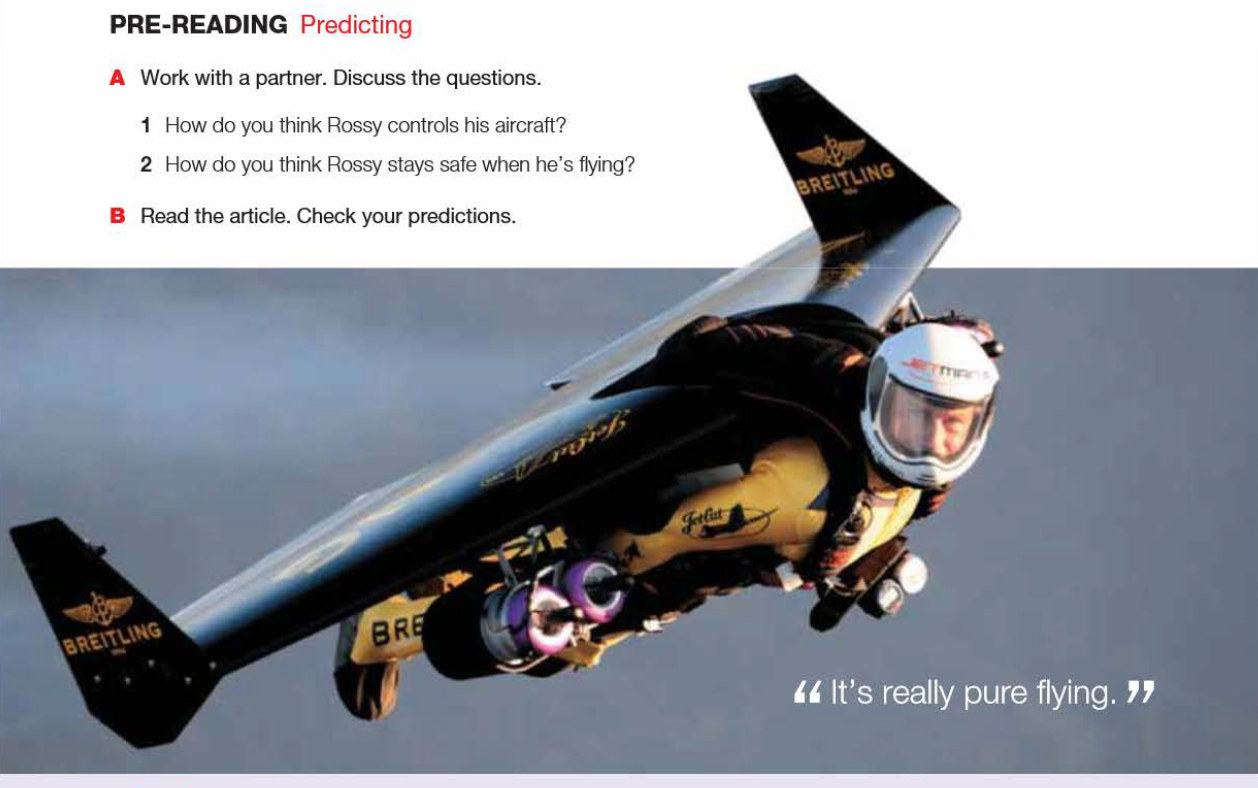 PRE-READING Predicting
A Work with a partner. Discuss the questions.
1 How do you think Rossy controls his aircraft?
2 How do you think Rossy stays safe when he's flying?
B Read the article. Check your predictions.
BREITLING
JETMAN
JetCat
JetCat
BREITLING
BRE
“ It's really pure flying. ”